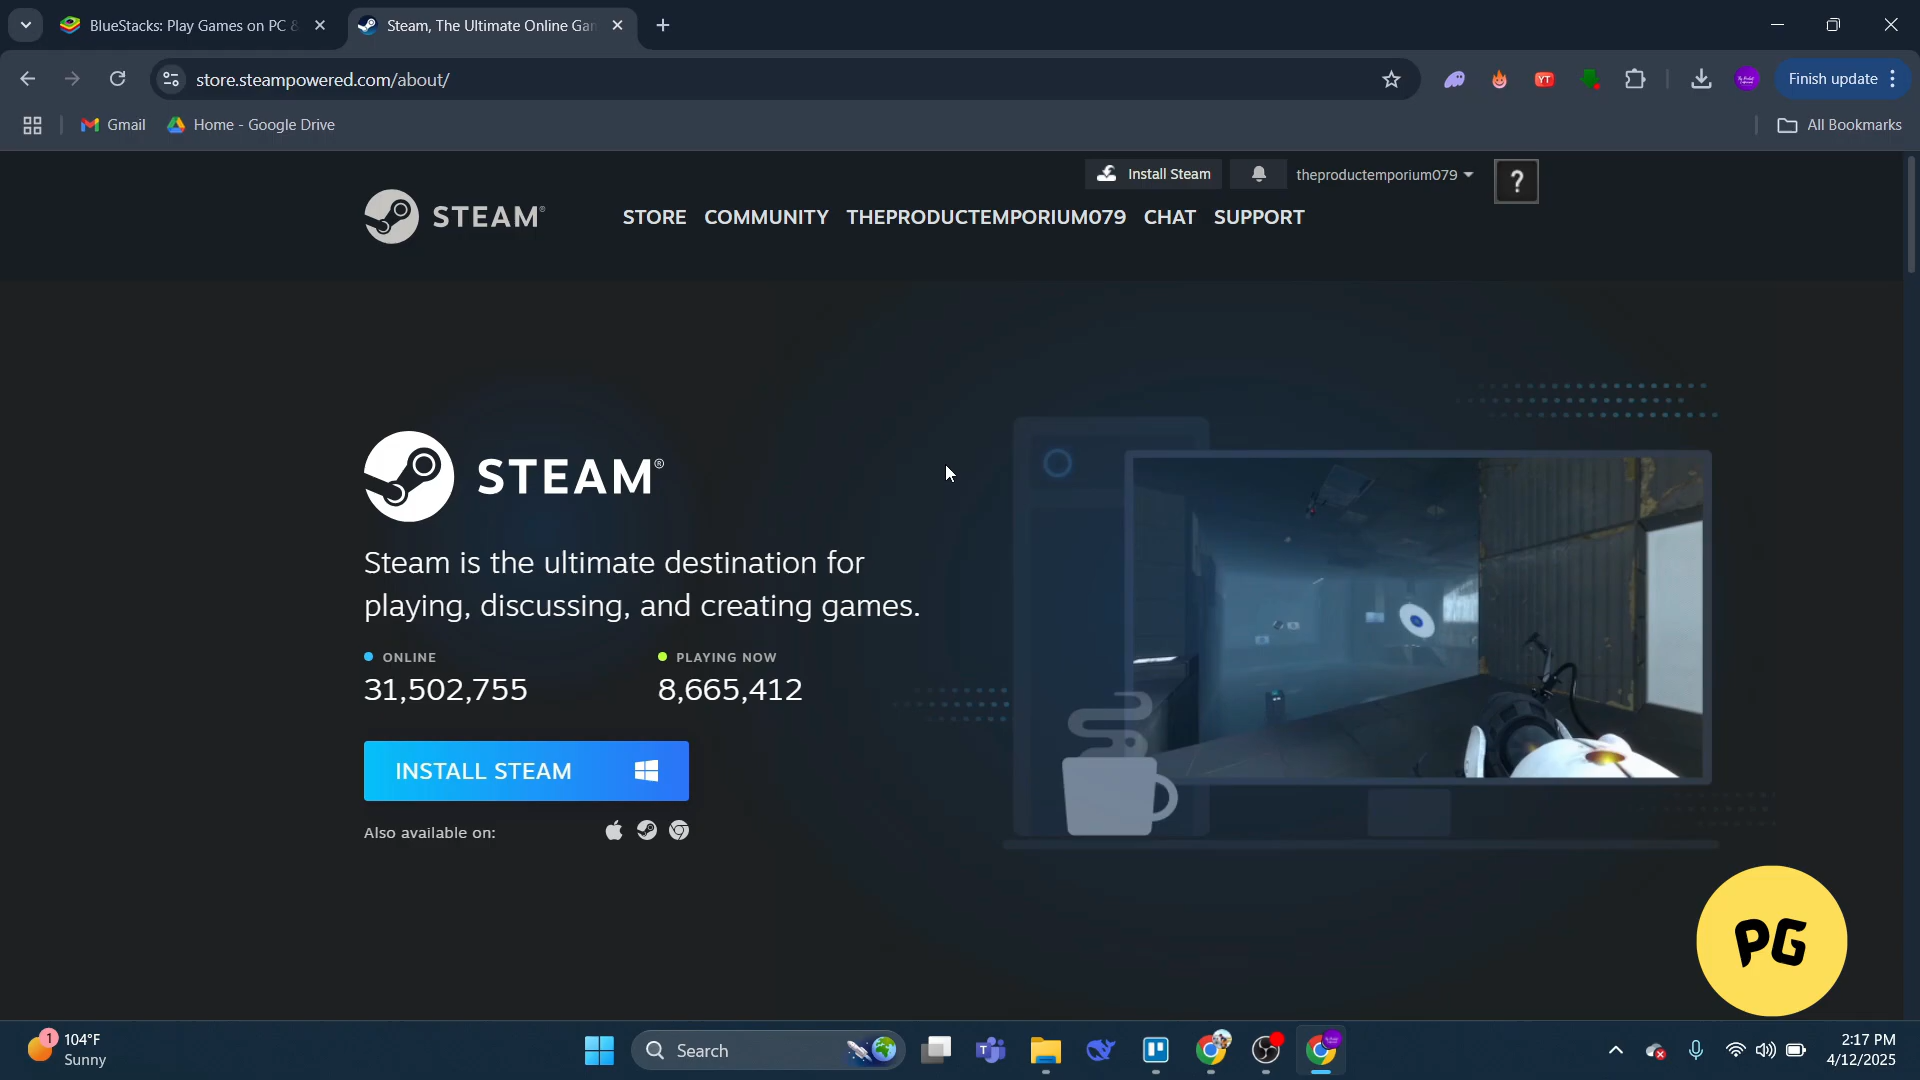 BlueStacks: Play Games on PC &
Steam, The Ultimate Online Gam
store.steampowered.com/about/
YT
Finish update
Gmail
Home - Google Drive
All Bookmarks
Install Steam
theproductemporium079
?
STEAM®
STORE
COMMUNITY
THEPRODUCTEMPORIUM079
CHAT
SUPPORT
STEAM®
Steam is the ultimate destination for
playing, discussing, and creating games.
ONLINE
PLAYING NOW
31,502,755
8,665,412
INSTALL STEAM
Also available on:
PG
1
104°F
Sunny
Search
2:17 PM
4/12/2025